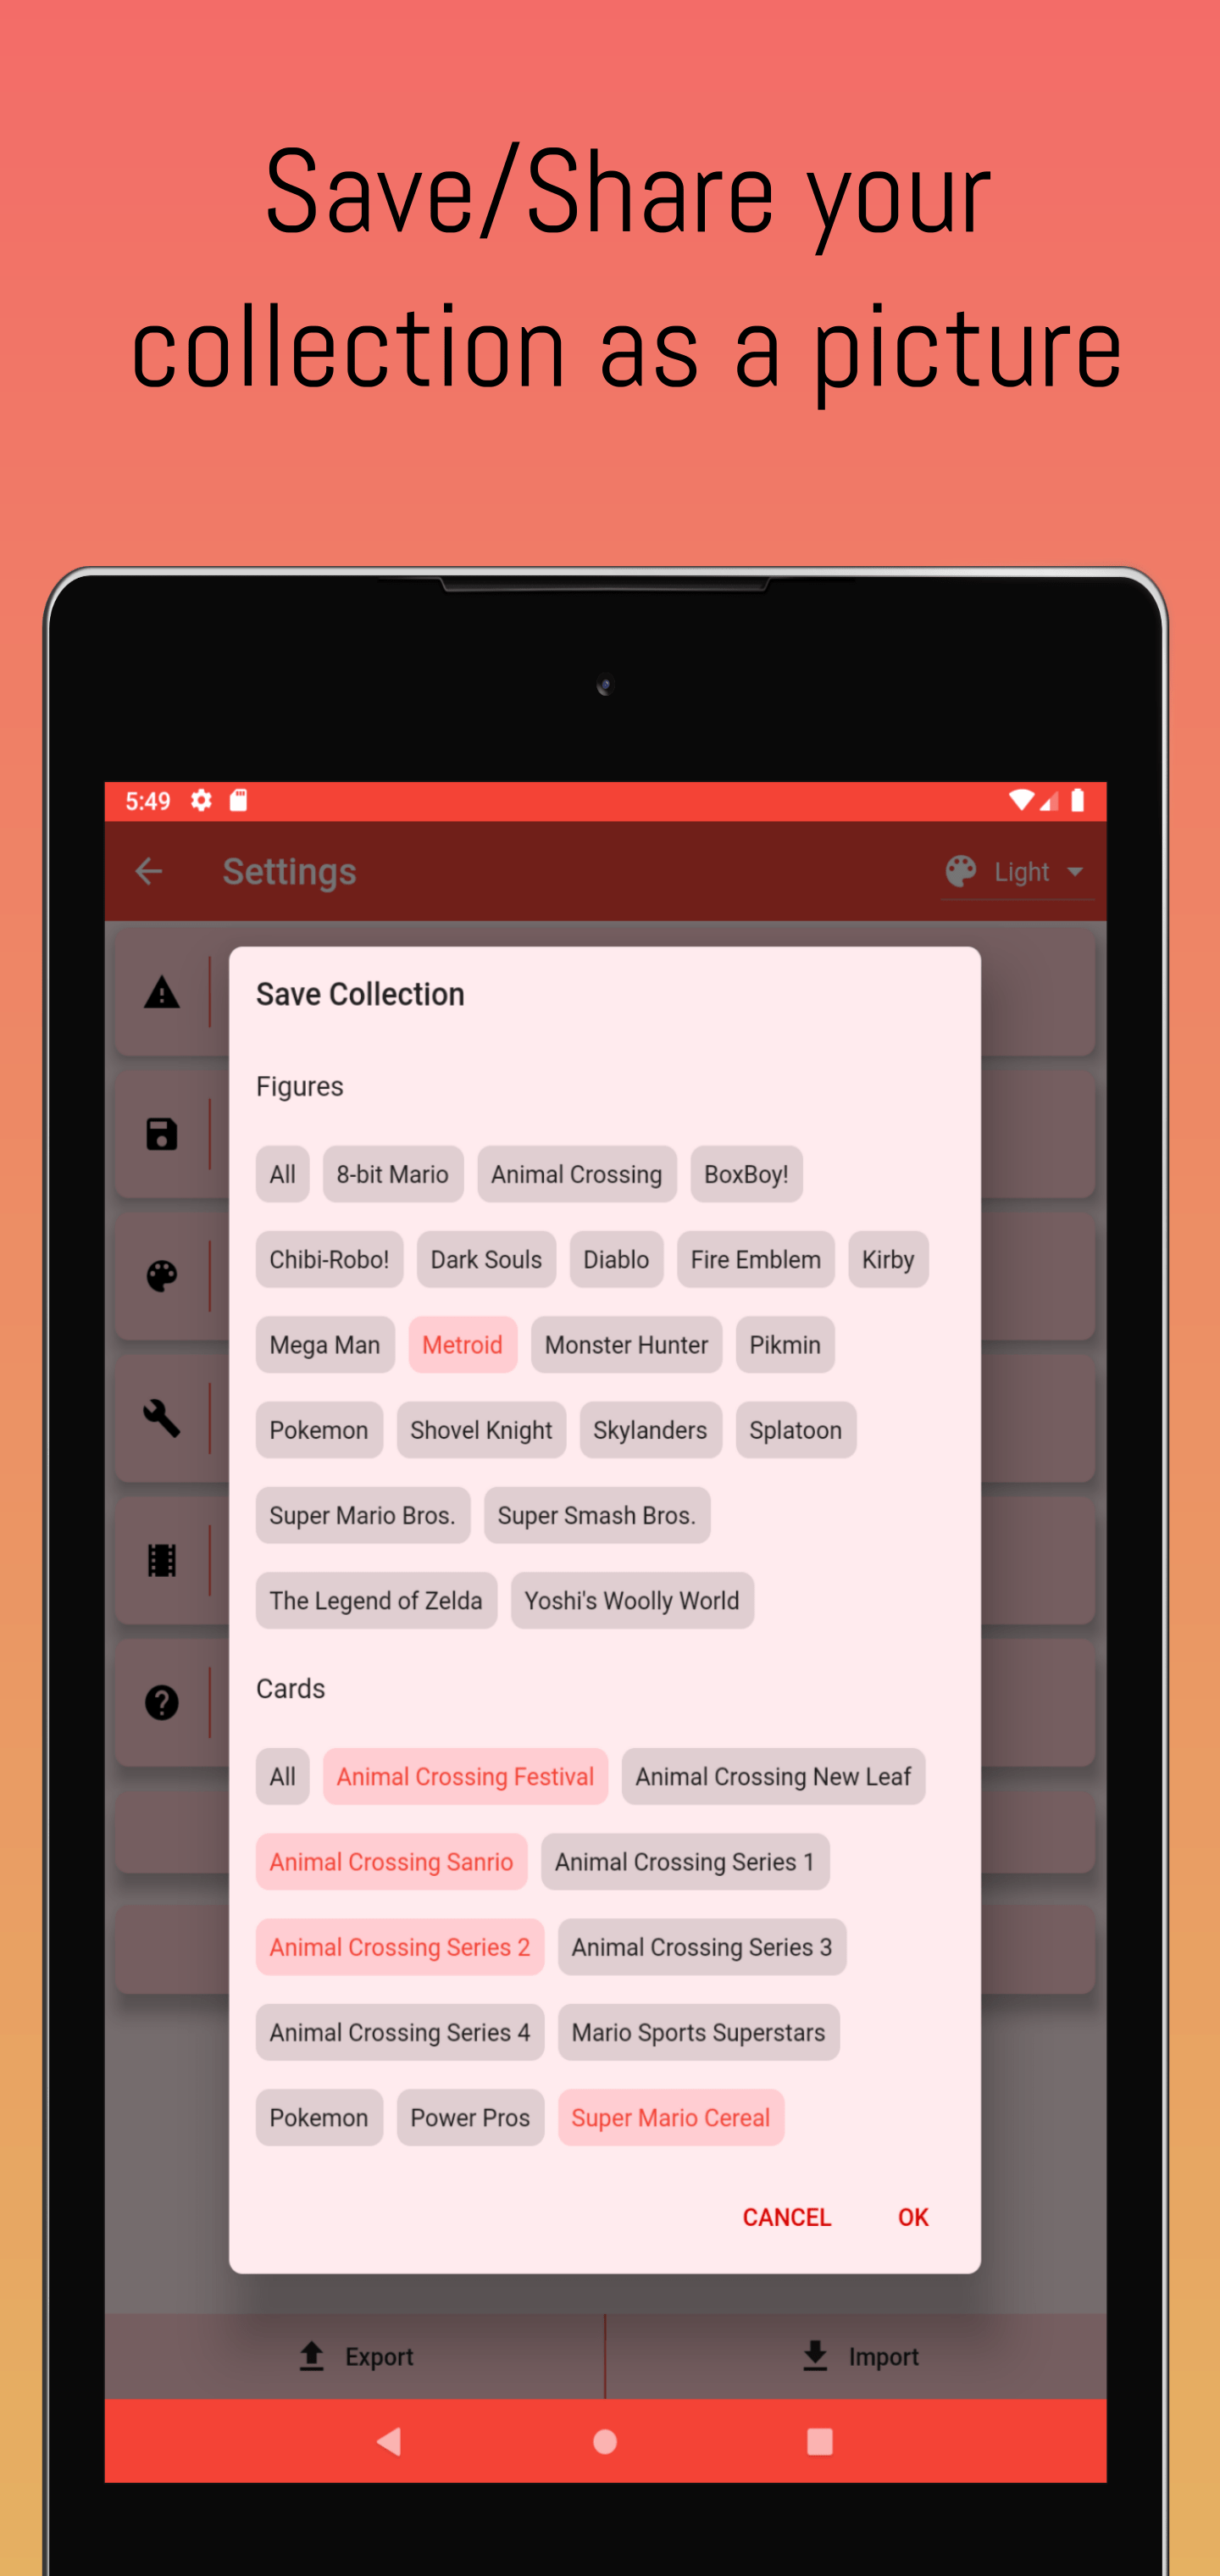 Save/Share your
collection as a picture
5:49
Settings Light
Save Collection
Figures
All 8-bit Mario Animal Crossing BoxBoy!
Chibi-Robo! Dark Souls Diablo Fire Emblem Kirby
Mega Man Metroid Monster Hunter Pikmin
Pokemon Shovel Knight Skylanders Splatoon
Super Mario Bros. Super Smash Bros.
The Legend of Zelda Yoshi's Woolly World
Cards
All Animal Crossing Festival Animal Crossing New Leaf
Animal Crossing Sanrio Animal Crossing Series 1
Animal Crossing Series 2 Animal Crossing Series 3
Animal Crossing Series 4 Mario Sports Superstars
Pokemon Power Pros Super Mario Cereal
CANCEL OK
Export Import